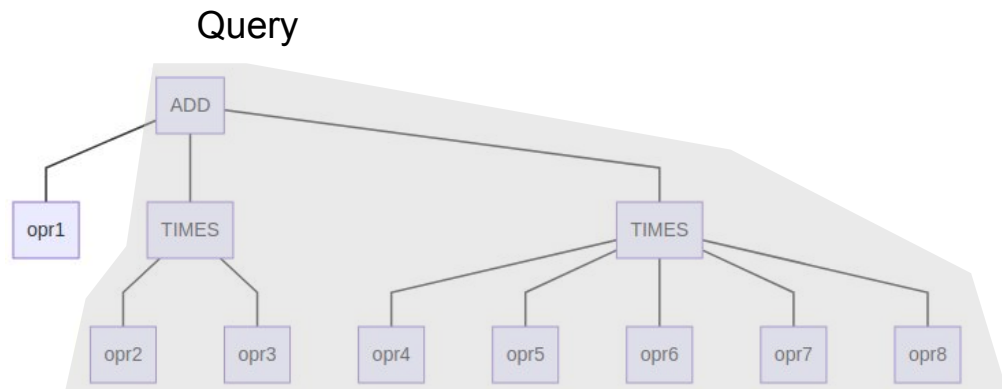 Query
ADD
opr1
TIMES
TIMES
opr2
opr3
opr4
opr5
opr6
opr7
opr8